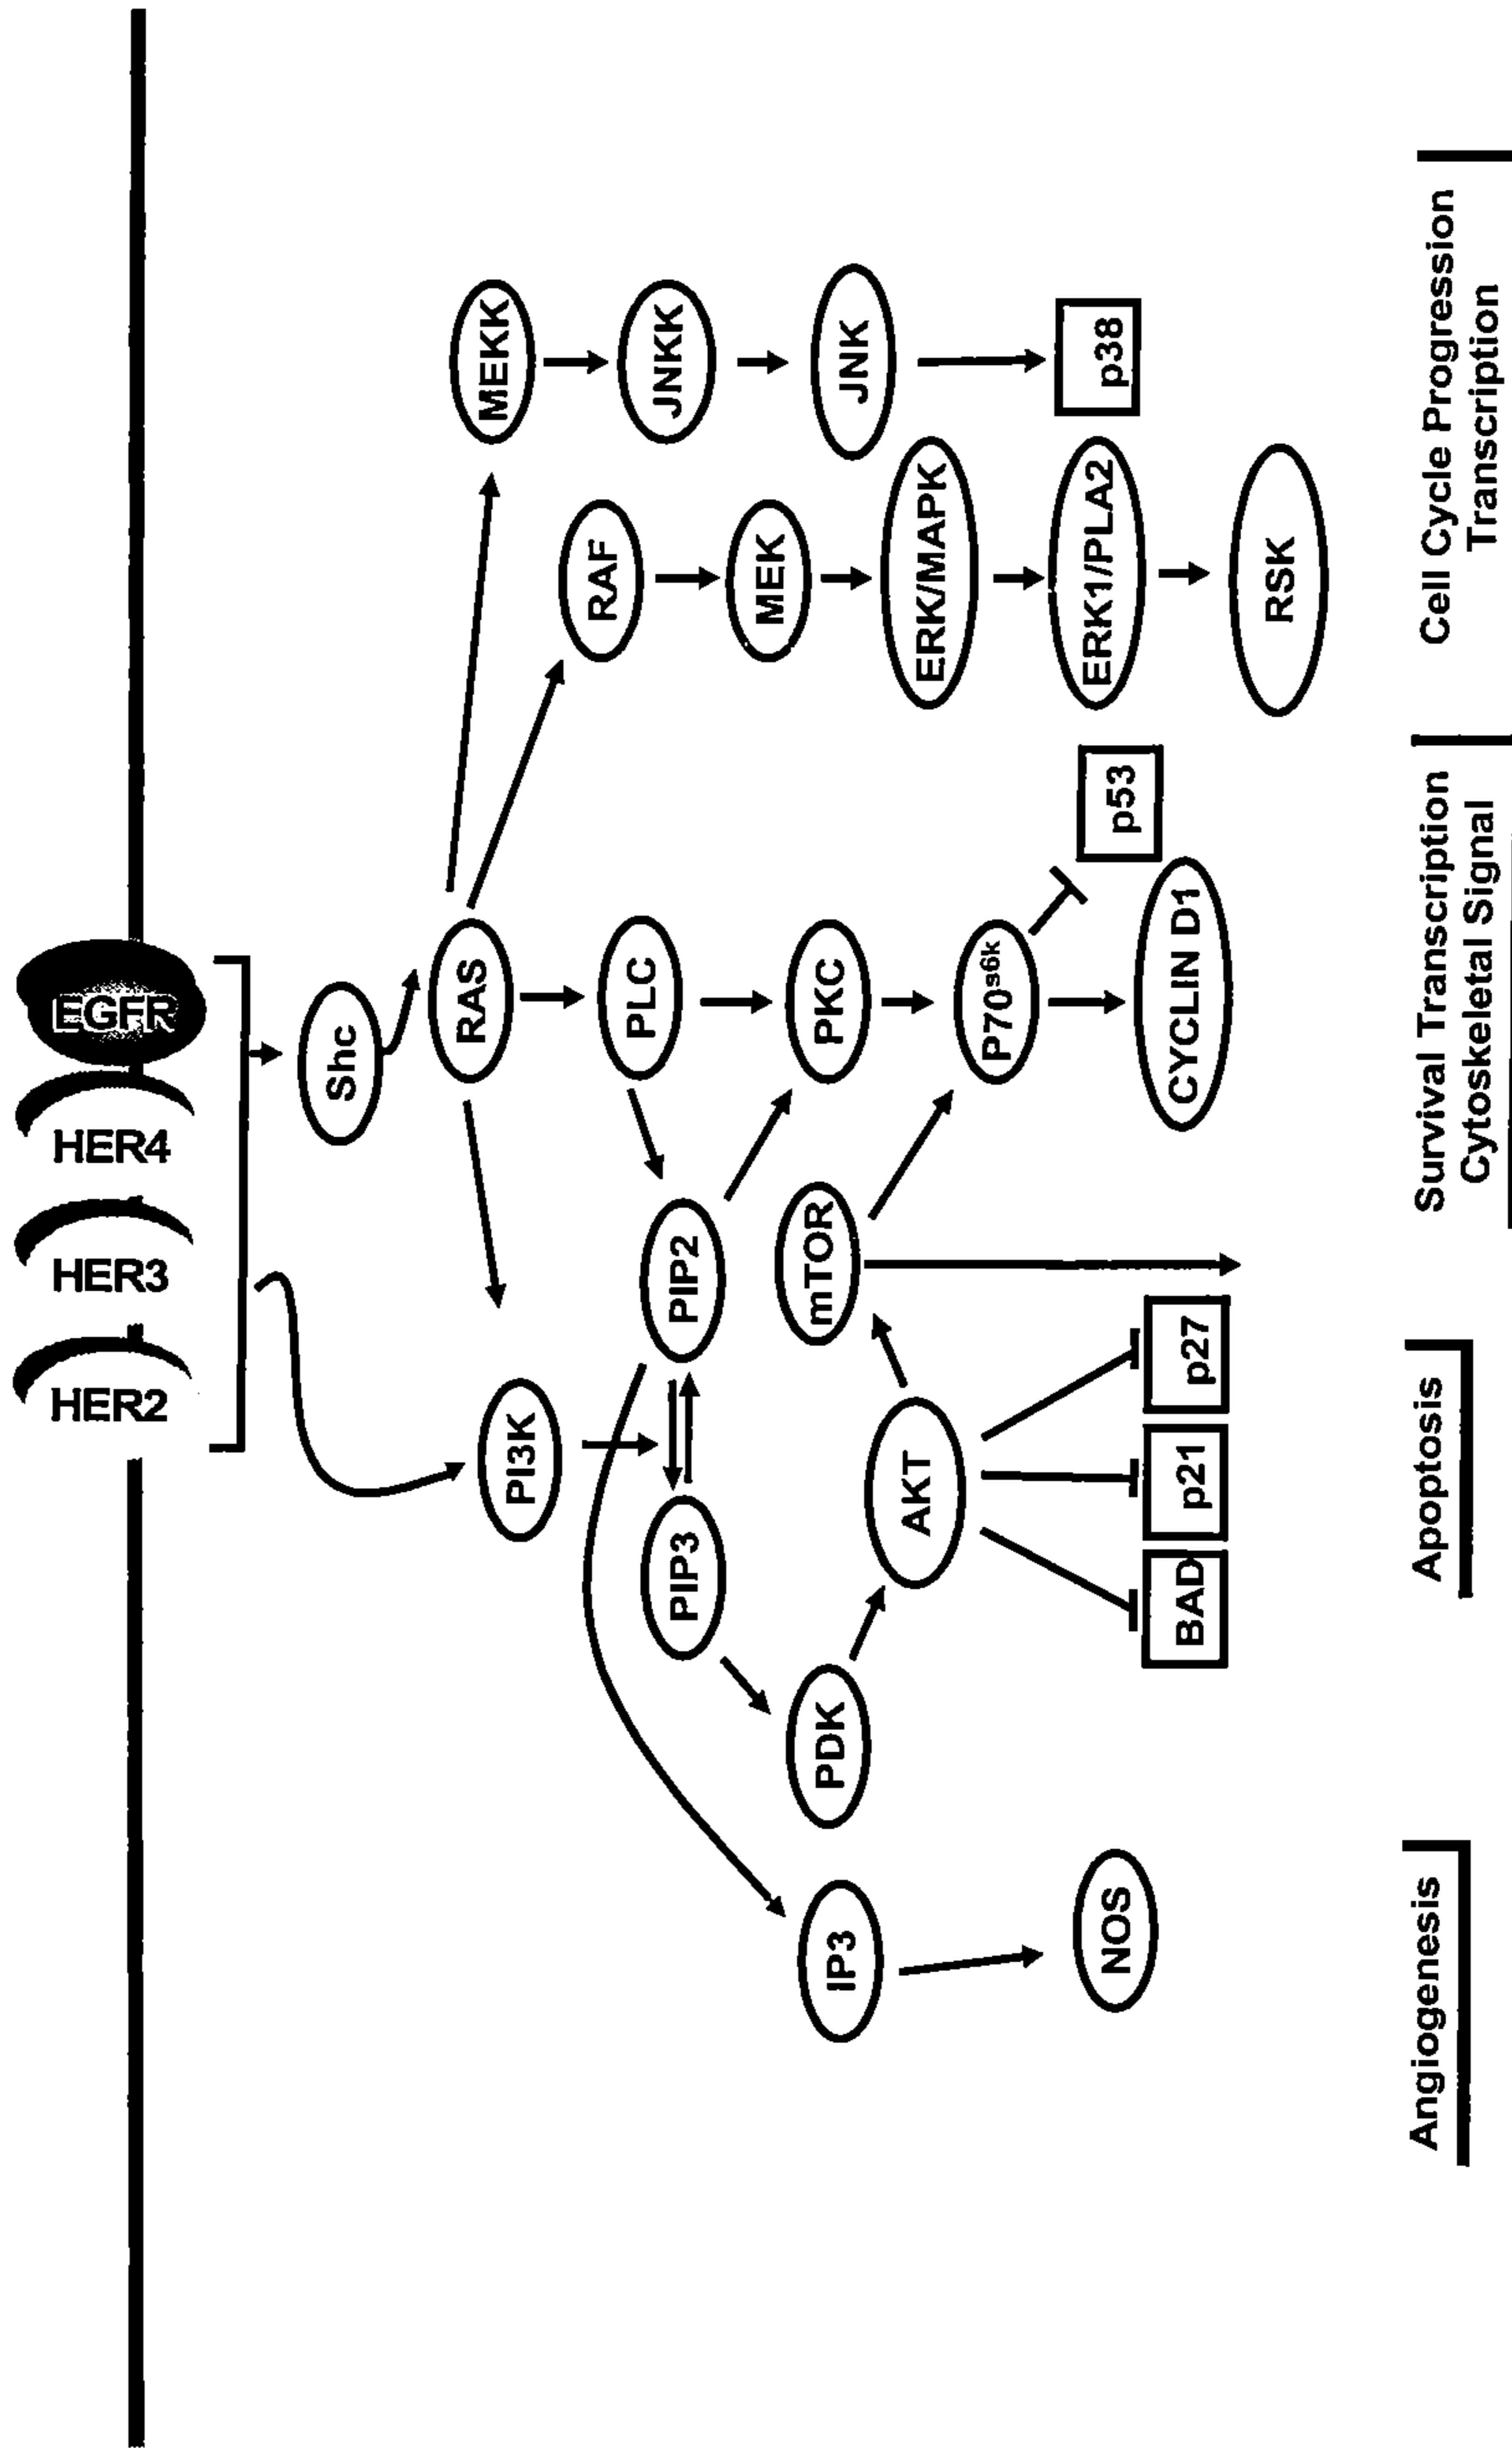 HER2
HER3
HER4
EGFR
Shc
RAS
MEKK
PI3K
RAF
PLC
JNKK
PIP3
PIP2
MEK
IP3
PDK
mTOR
PKC
JNK
AKT
ERK/MAPK
P70s6k
NOS
p53
ERK1/PLA2
p38
BAD
p21
p27
CYCLIN D1
RSK
Angiogenesis
Apoptosis
Survival Transcription
Cytoskeletal Signal
Cell Cycle Progression
Transcription